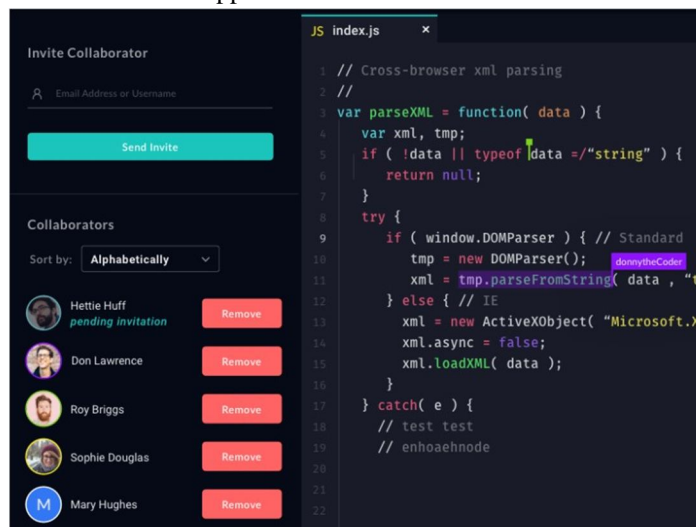 Invite Collaborator
Email Address or Username
Send Invite
Collaborators
Sort by: Alphabetically
Hettie Huff
pending invitation
Remove
Don Lawrence
Remove
Roy Briggs
Remove
Sophie Douglas
Remove
M
Mary Hughes
Remove
JS index.js ×
1 // Cross-browser xml parsing
2 //
3 var parseXML = function( data ) {
4 var xml, tmp;
5 if ( !data || typeof data =/“string” ) {
6 return null;
7 }
8 try {
9 if ( window.DOMParser ) { // Standard
10 tmp = new DOMParser();
donnytheCoder
11 xml = tmp.parseFromString( data , “t
12 } else { // IE
13 xml = new ActiveXObject( “Microsoft.X
14 xml.async = false;
15 xml.loadXML( data );
16 }
17 } catch( e ) {
18 // test test
19 // enhoaehnode
20
21
22